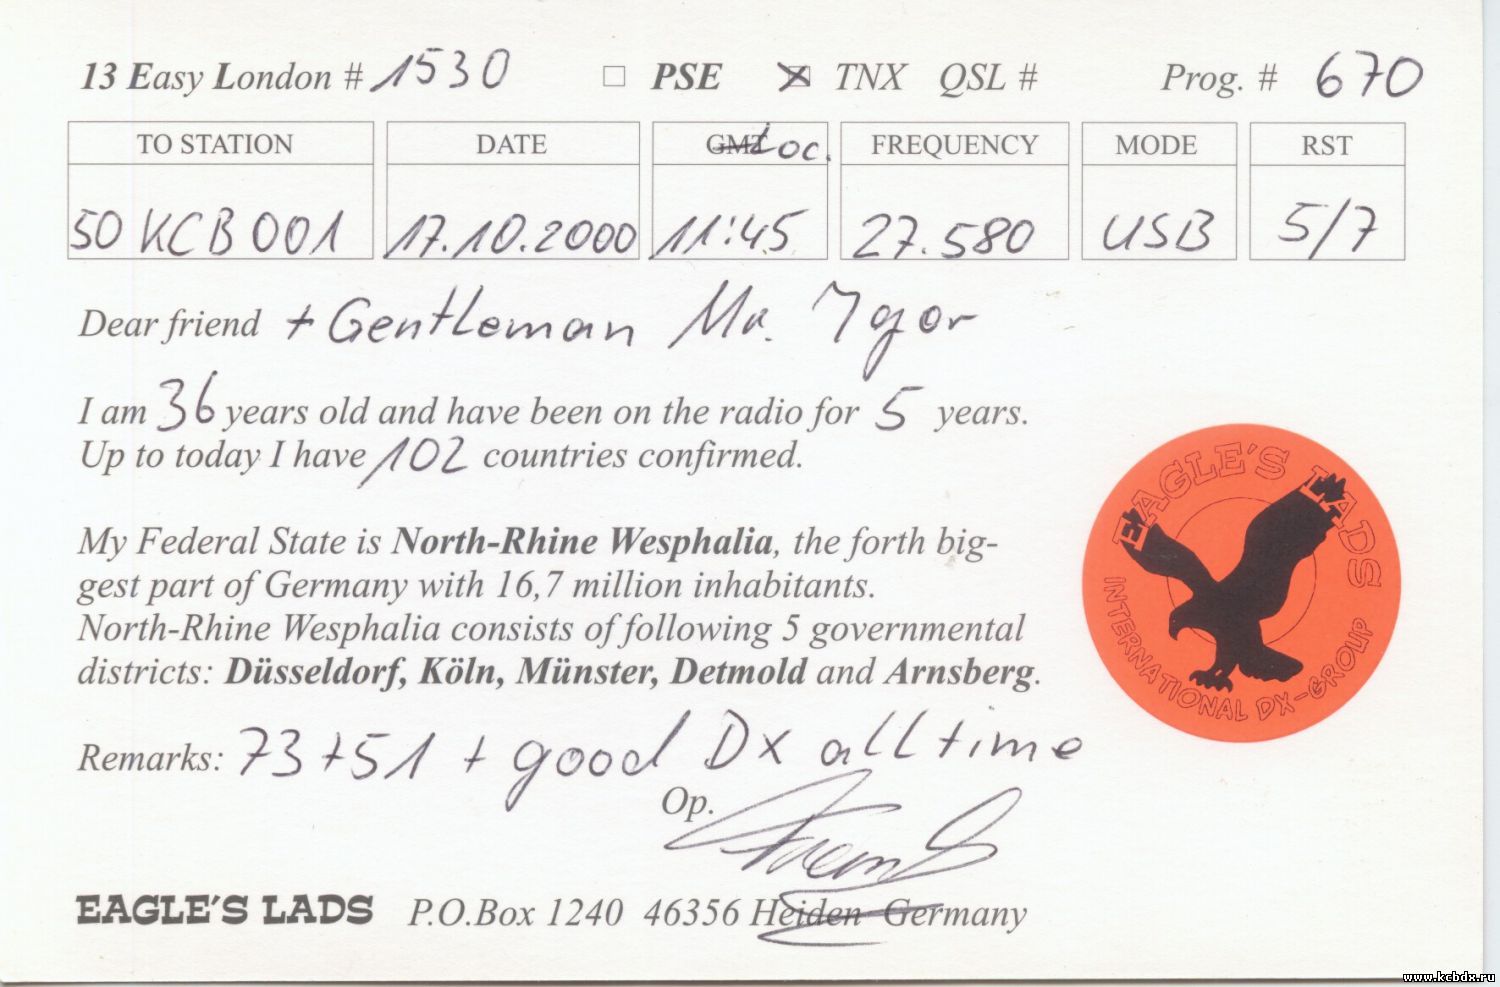 13 Easy London # 1530 PSE TNX QSL # Prog. # 670
TO STATION DATE GMT Loc. FREQUENCY MODE RST
50 KCB 001 17.10.2000 11:45 27.580 USB 5/7
Dear friend + Gentleman Mr. Igor
I am 36 years old and have been on the radio for 5 years.
Up to today I have 102 countries confirmed.
My Federal State is North-Rhine Wesphalia, the forth big-
gest part of Germany with 16,7 million inhabitants.
North-Rhine Wesphalia consists of following 5 governmental
districts: Düsseldorf, Köln, Münster, Detmold and Arnsberg.
EAGLE'S LADS
INTERNATIONAL DX-GROUP
Remarks: 73 + 51 + good DX all time
Op.
EAGLE'S LADS P.O.Box 1240 46356 Heiden Germany
www.kcbdx.ru